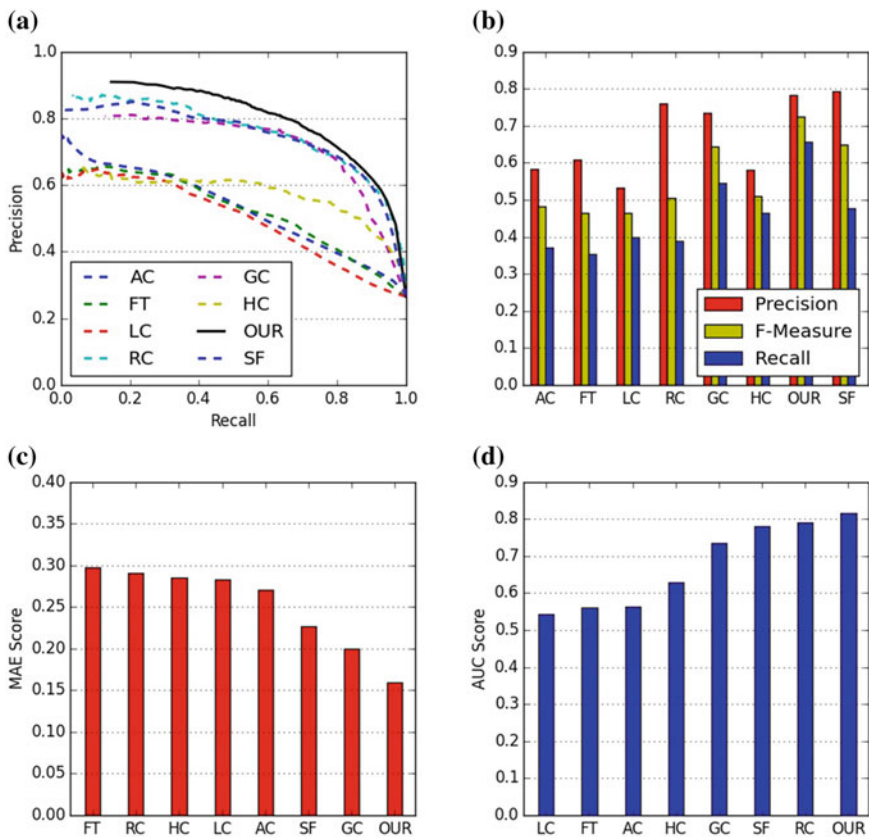 (a)
1.0
0.8
0.6
0.4
0.2
0.0
Precision
AC
FT
LC
RC
GC
HC
OUR
SF
0.0 0.2 0.4 0.6 0.8 1.0
Recall
(b)
0.9
0.8
0.7
0.6
0.5
0.4
0.3
0.2
0.1
0.0
Precision
F-Measure
Recall
AC FT LC RC GC HC OUR SF
(c)
0.40
0.35
0.30
0.25
0.20
0.15
0.10
0.05
0.00
MAE Score
FT RC HC LC AC SF GC OUR
(d)
0.9
0.8
0.7
0.6
0.5
0.4
0.3
0.2
0.1
0.0
AUC Score
LC FT AC HC GC SF RC OUR